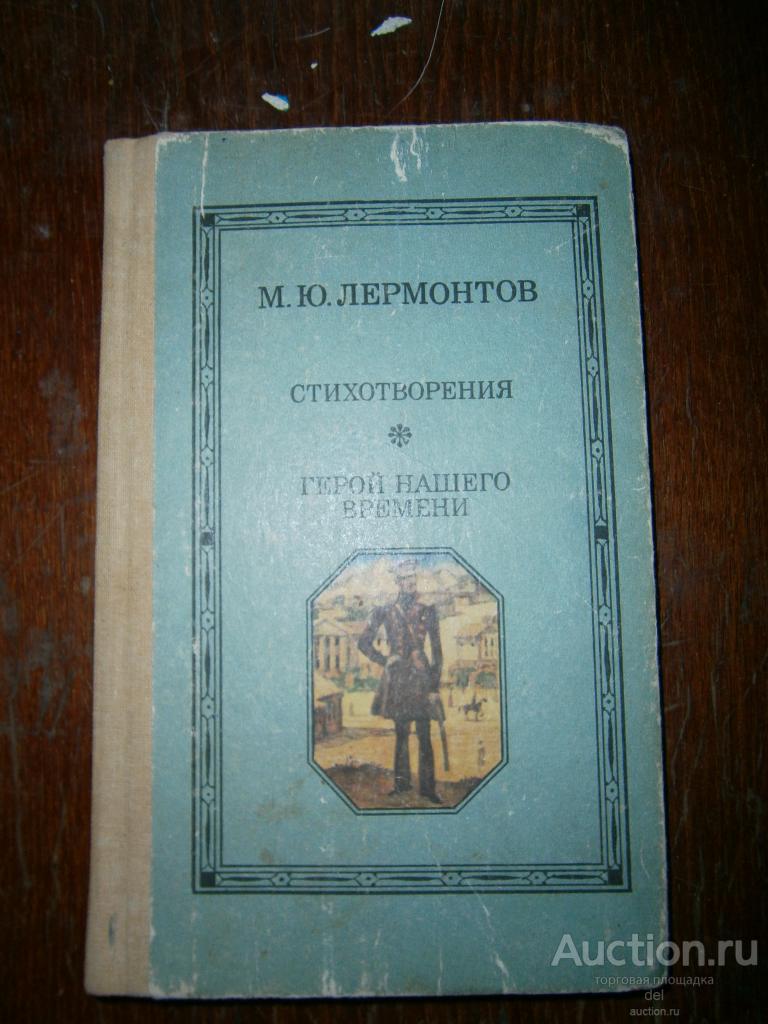 М. Ю. ЛЕРМОНТОВ
СТИХОТВОРЕНИЯ
ГЕРОЙ НАШЕГО
ВРЕМЕНИ
Auction.ru
торговая площадка
del
auction.ru